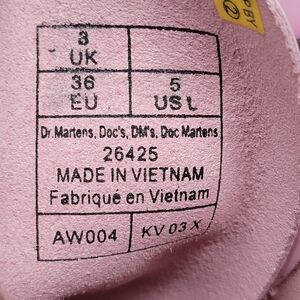 3
UK
36
EU
5
US L
Dr.Martens, Doc's, DM's, Doc Martens
26425
MADE IN VIETNAM
Fabriqué en Vietnam
AW004
KV 03 X